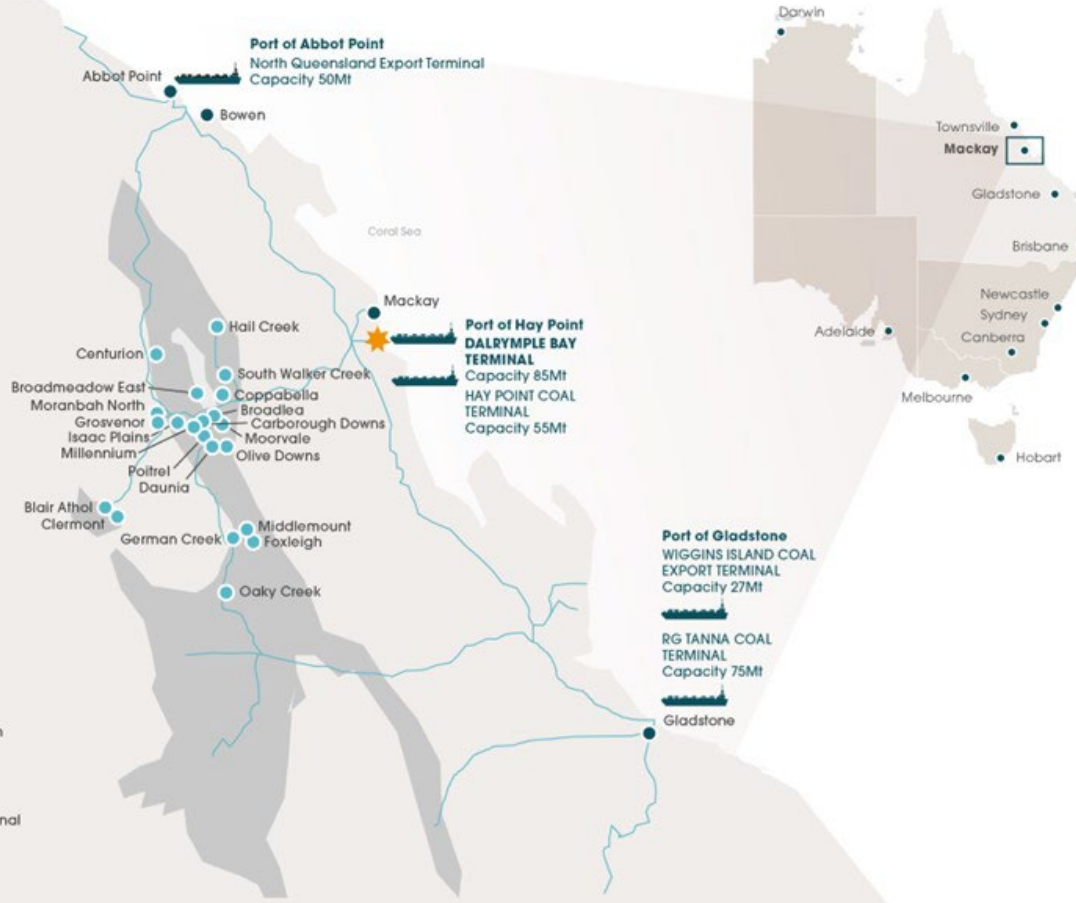 Port of Abbot Point
North Queensland Export Terminal
Capacity 50Mt
Abbot Point
Bowen
Coral Sea
Mackay
Port of Hay Point
DALRYMPLE BAY
TERMINAL
Capacity 85Mt
HAY POINT COAL
TERMINAL
Capacity 55Mt
Hail Creek
Centurion
South Walker Creek
Broadmeadow East
Coppabella
Moranbah North
Broadlea
Grosvenor
Carborough Downs
Isaac Plains
Moorvale
Millennium
Olive Downs
Poitrel
Daunia
Blair Athol
Clermont
Middlemount
German Creek
Foxleigh
Oaky Creek
Port of Gladstone
WIGGINS ISLAND COAL
EXPORT TERMINAL
Capacity 27Mt
RG TANNA COAL
TERMINAL
Capacity 75Mt
Gladstone
Darwin
Townsville
Mackay
Gladstone
Brisbane
Newcastle
Sydney
Adelaide
Canberra
Melbourne
Hobart